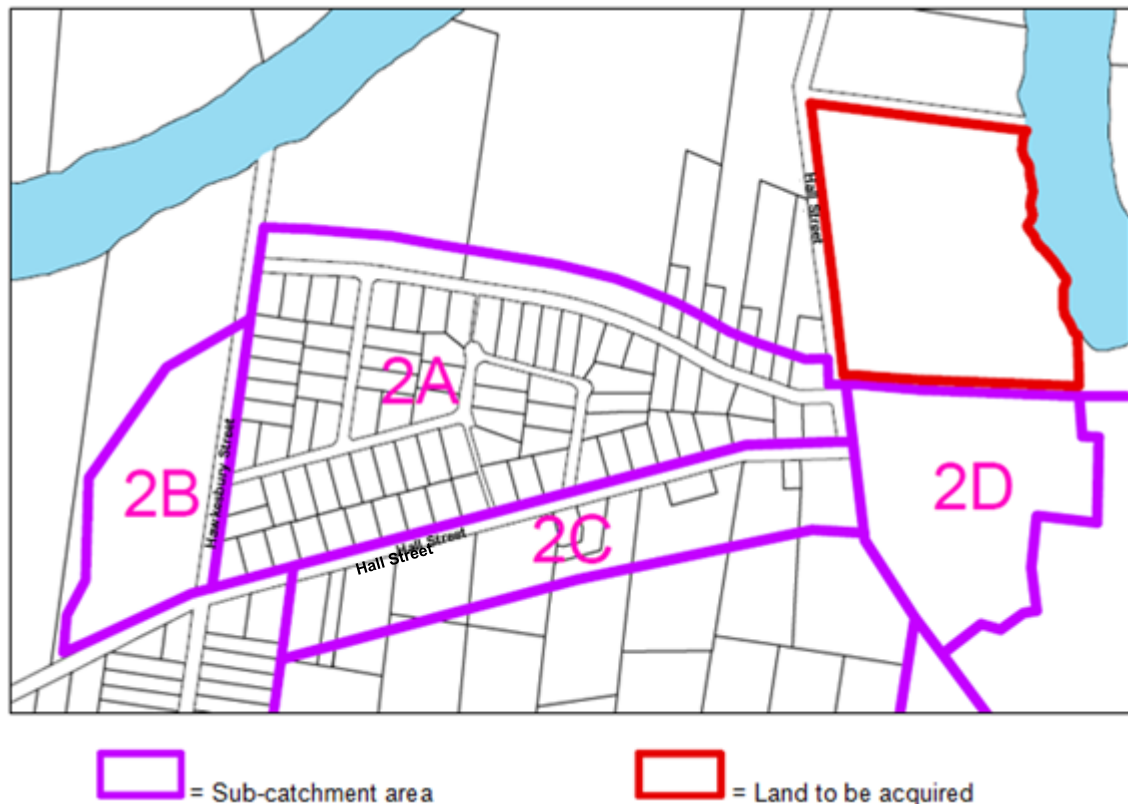 Hall Street
2A
2B
2D
Hawkesbury Street
2C
Hall Street
Hall Street
= Sub-catchment area
= Land to be acquired